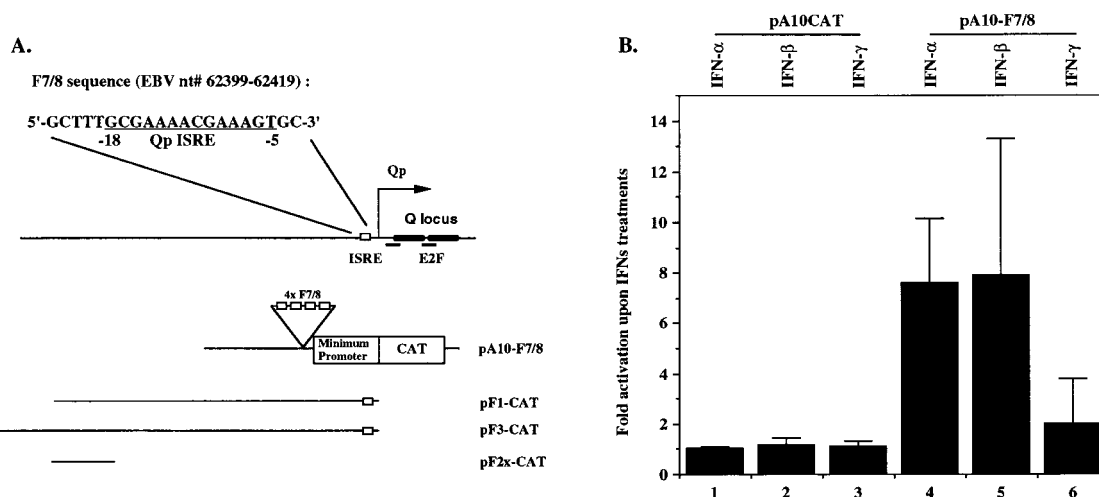 A.
F7/8 sequence (EBV nt# 62399-62419) :
5'-GCTTTGCGAAAACGAAAGTGC-3'
-18 Qp ISRE -5
Qp
Q locus
ISRE E2F
4x F7/8
Minimum
Promoter
CAT
pA10-F7/8
pF1-CAT
pF3-CAT
pF2x-CAT
B.
pA10CAT pA10-F7/8
IFN-α IFN-β IFN-γ IFN-α IFN-β IFN-γ
Fold activation upon IFNs treatments
14
12
10
8
6
4
2
0
1 2 3 4 5 6